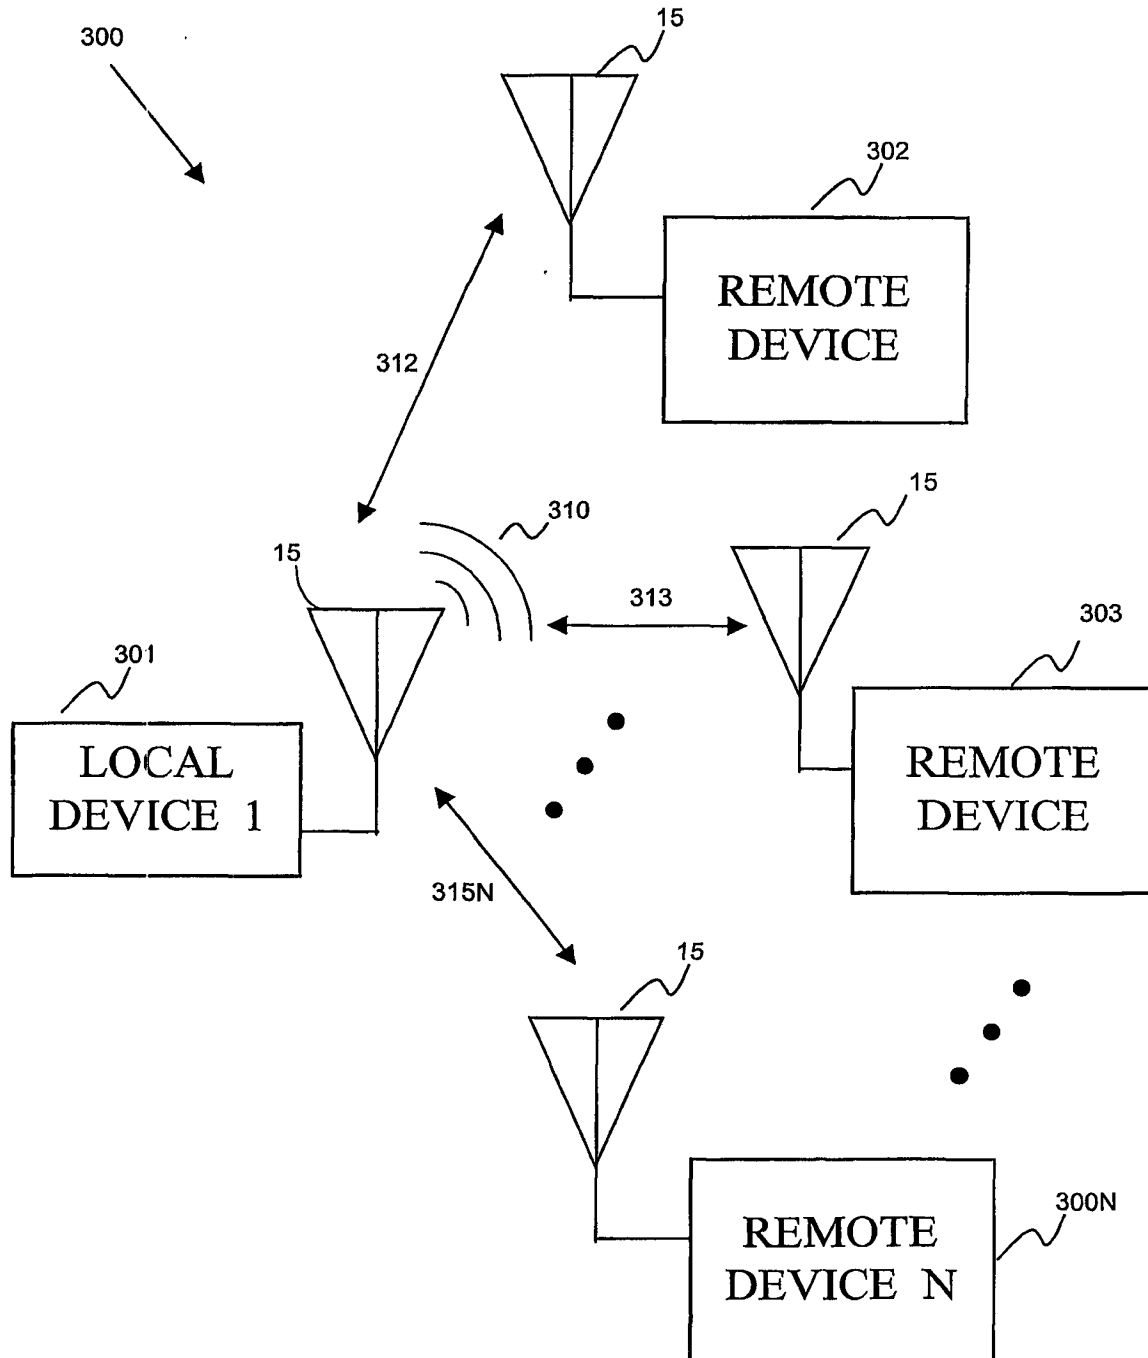 300
15
302
REMOTE
DEVICE
312
310
15
15
313
303
301
LOCAL
DEVICE 1
REMOTE
DEVICE
315N
15
300N
REMOTE
DEVICE N